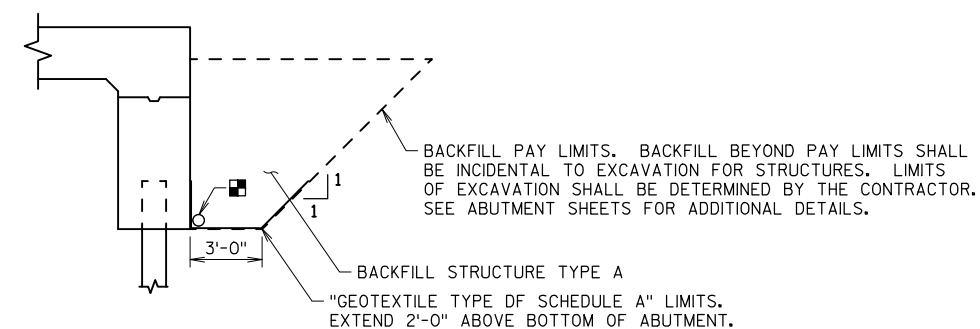 BACKFILL PAY LIMITS. BACKFILL BEYOND PAY LIMITS SHALL
BE INCIDENTAL TO EXCAVATION FOR STRUCTURES. LIMITS
OF EXCAVATION SHALL BE DETERMINED BY THE CONTRACTOR.
SEE ABUTMENT SHEETS FOR ADDITIONAL DETAILS.
1
1
3'-0"
BACKFILL STRUCTURE TYPE A
"GEOTEXTILE TYPE DF SCHEDULE A" LIMITS.
EXTEND 2'-0" ABOVE BOTTOM OF ABUTMENT.